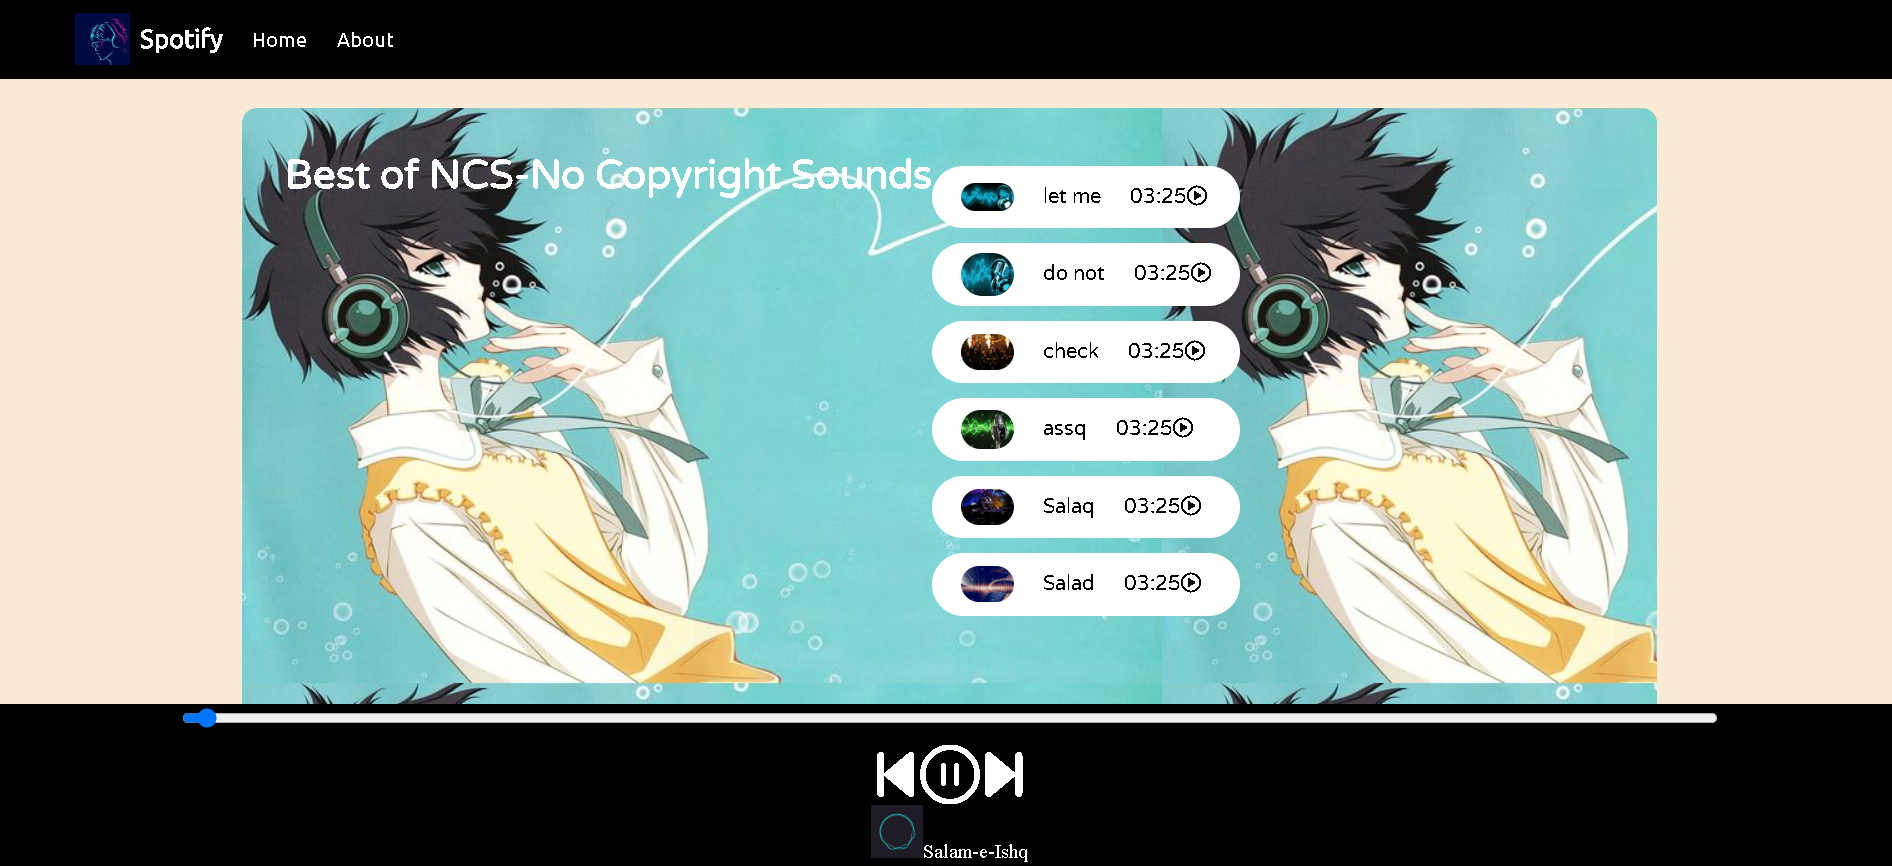 Spotify Home About
Best of NCS-No Copyright Sounds
let me 03:25
do not 03:25
check 03:25
assq 03:25
Salaq 03:25
Salad 03:25
Salam-e-Ishq